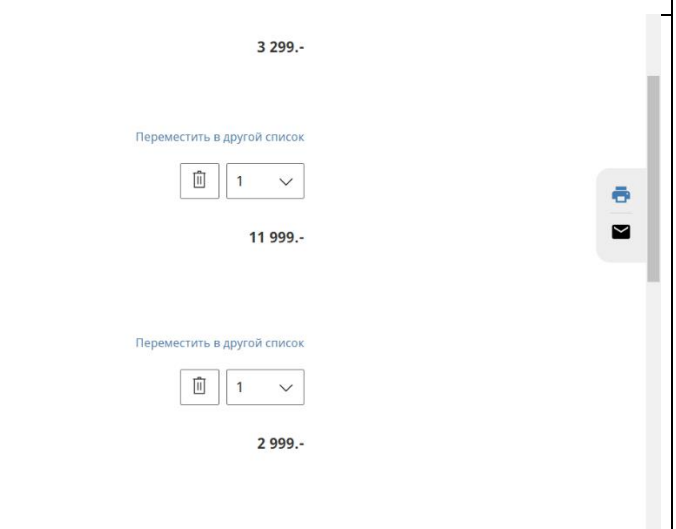 3 299.-
Переместить в другой список
1
11 999.-
Переместить в другой список
1
2 999.-